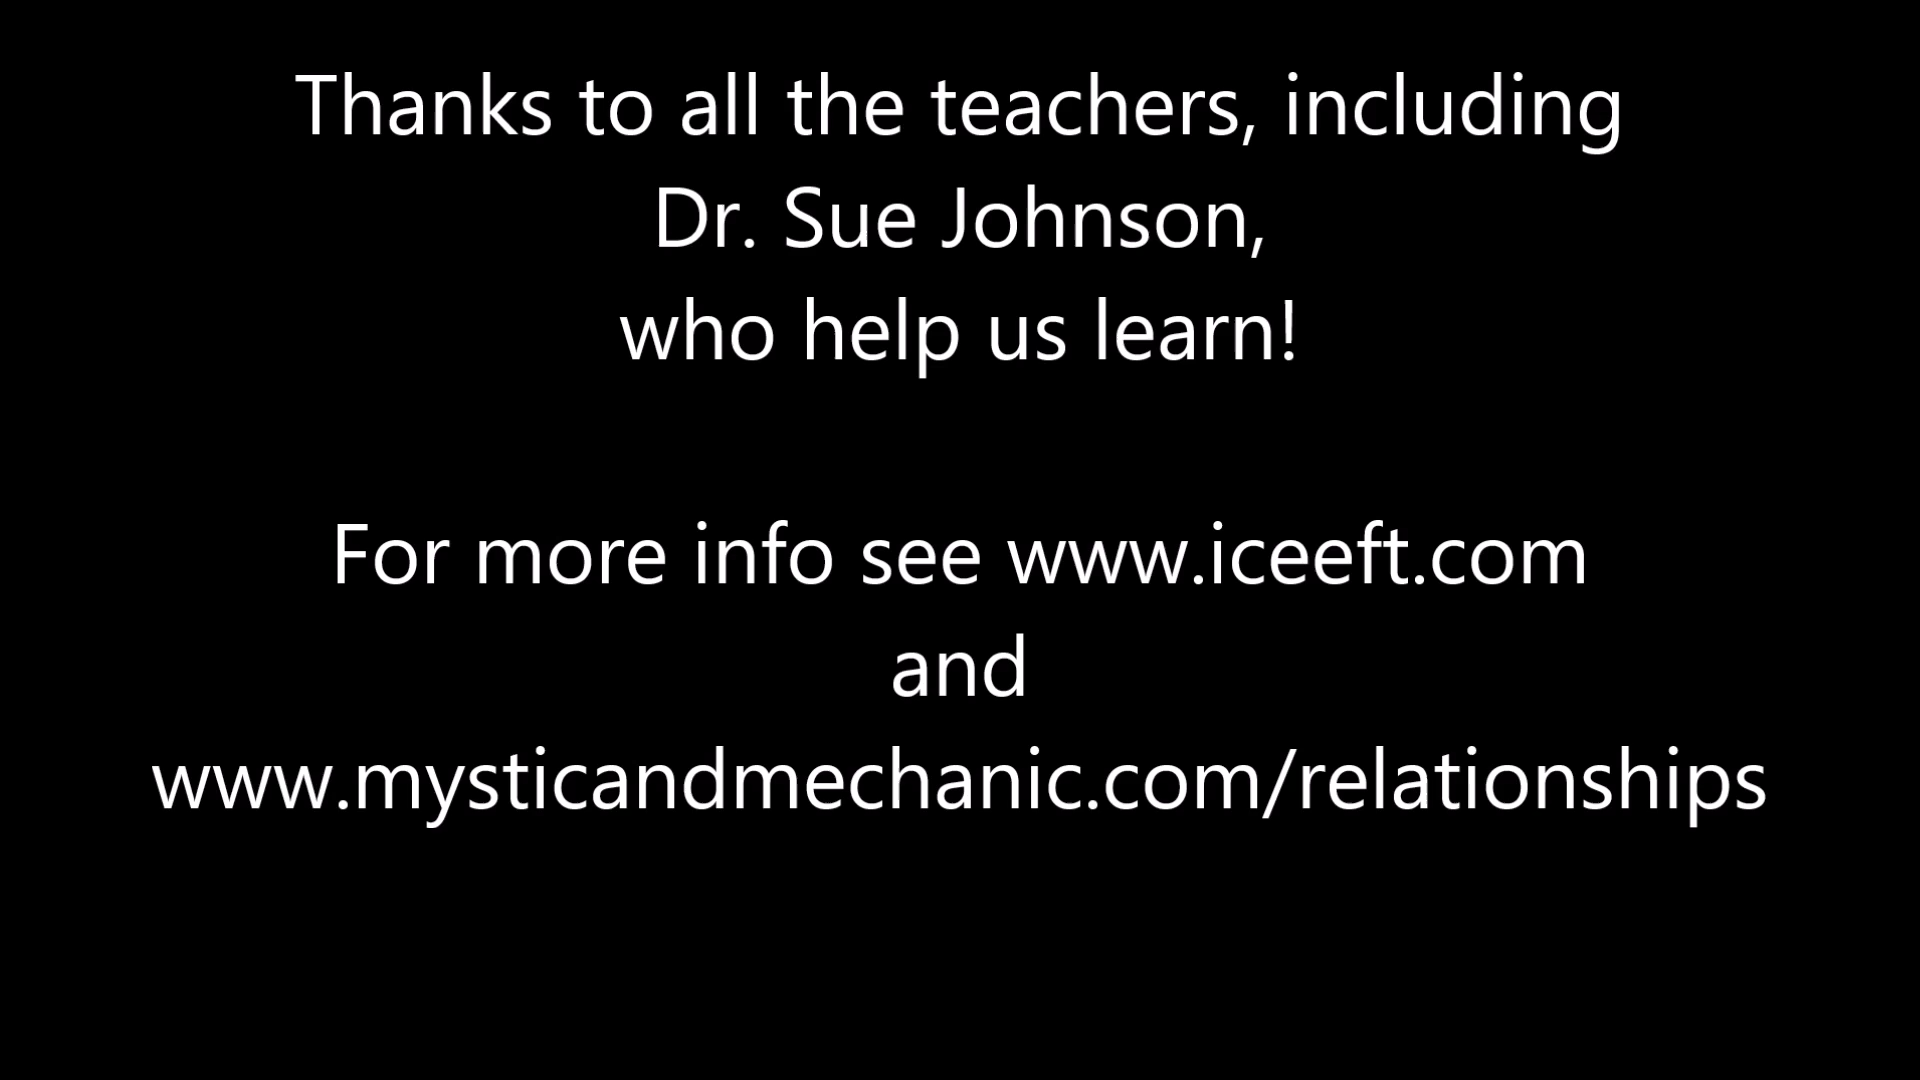 Thanks to all the teachers, including
Dr. Sue Johnson,
who help us learn!
For more info see www.iceeft.com
and
www.mysticandmechanic.com/relationships